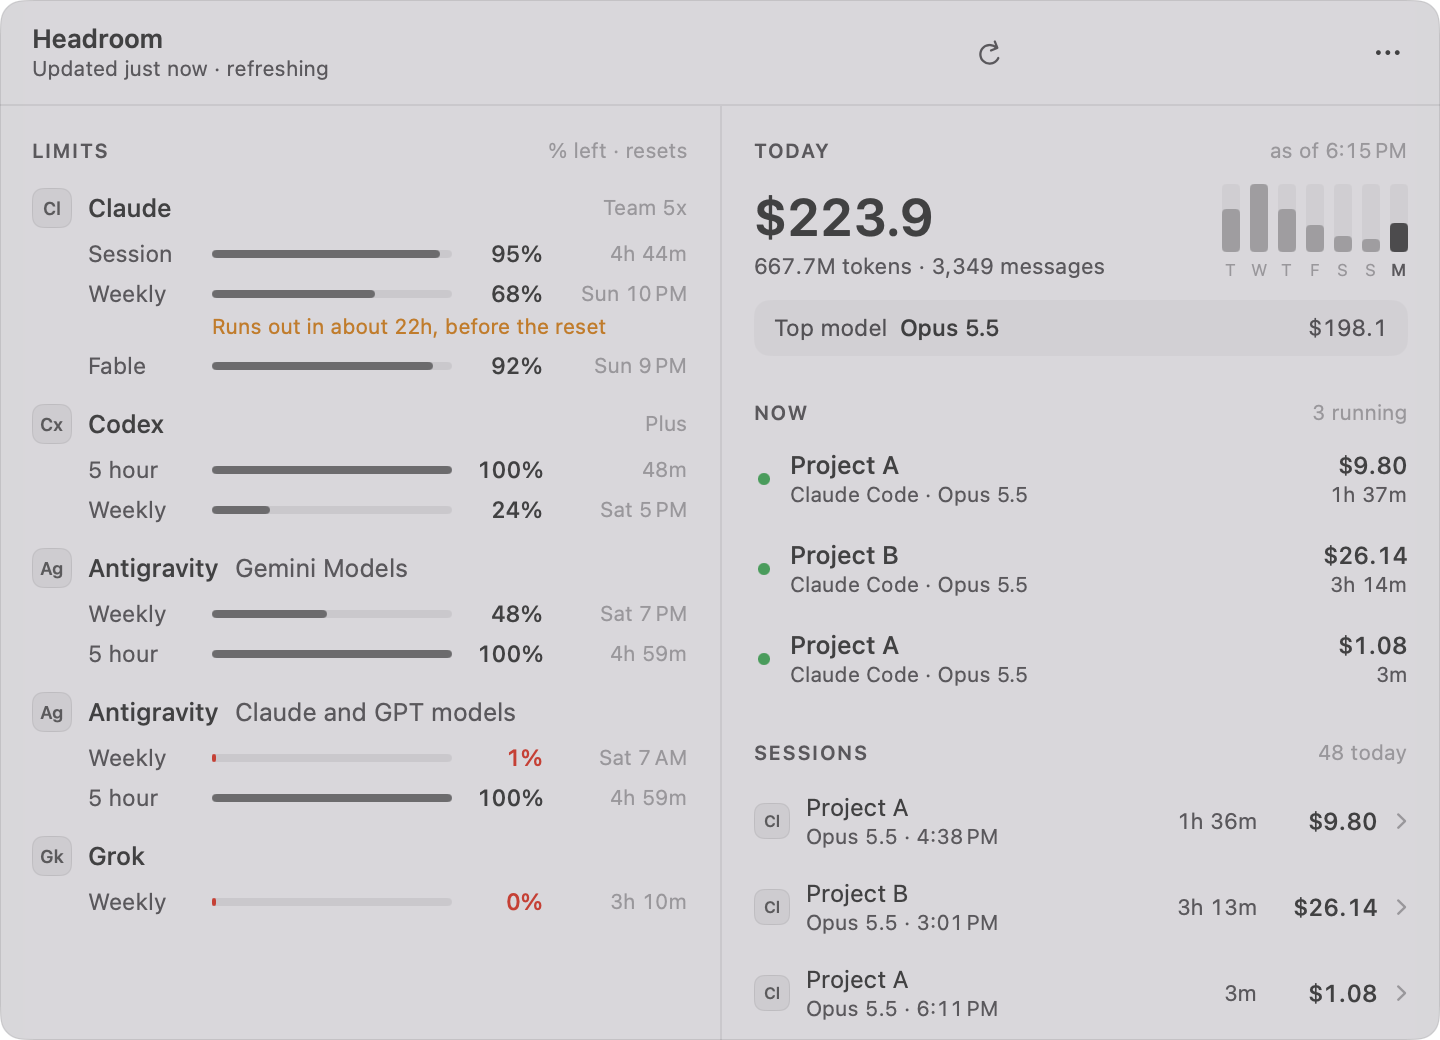 Headroom
Updated just now · refreshing
LIMITS
% left · resets
Cl Claude Team 5x
Session 95% 4h 44m
Weekly 68% Sun 10 PM
Runs out in about 22h, before the reset
Fable 92% Sun 9 PM
Cx Codex Plus
5 hour 100% 48m
Weekly 24% Sat 5 PM
Ag Antigravity Gemini Models
Weekly 48% Sat 7 PM
5 hour 100% 4h 59m
Ag Antigravity Claude and GPT models
Weekly 1% Sat 7 AM
5 hour 100% 4h 59m
Gk Grok
Weekly 0% 3h 10m
TODAY as of 6:15 PM
$223.9
667.7M tokens · 3,349 messages
T W T F S S M
Top model Opus 5.5 $198.1
NOW 3 running
Project A $9.80
Claude Code · Opus 5.5 1h 37m
Project B $26.14
Claude Code · Opus 5.5 3h 14m
Project A $1.08
Claude Code · Opus 5.5 3m
SESSIONS 48 today
Cl Project A 1h 36m $9.80
Opus 5.5 · 4:38 PM
Cl Project B 3h 13m $26.14
Opus 5.5 · 3:01 PM
Cl Project A 3m $1.08
Opus 5.5 · 6:11 PM